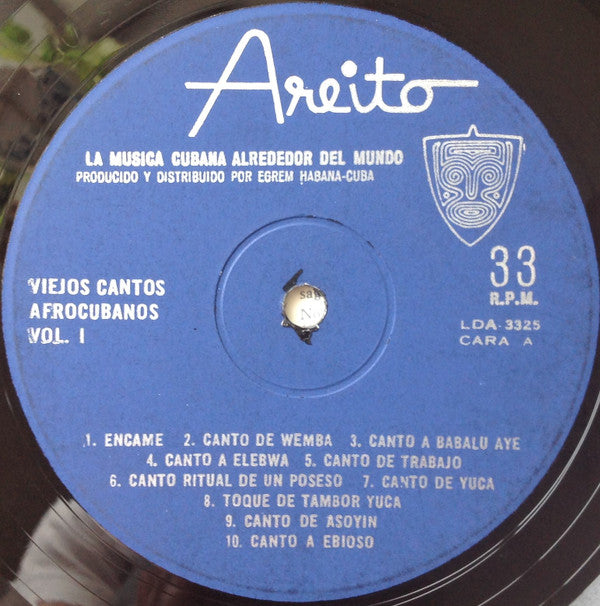 Areito
LA MUSICA CUBANA ALREDEDOR DEL MUNDO
PRODUCIDO Y DISTRIBUIDO POR EGREM HABANA-CUBA
VIEJOS CANTOS
AFROCUBANOS
VOL. I
33
R.P.M.
LDA-3325
CARA A
1. ENCAME 2. CANTO DE WEMBA 3. CANTO A BABALU AYE
4. CANTO A ELEBWA 5. CANTO DE TRABAJO
6. CANTO RITUAL DE UN POSESO 7. CANTO DE YUCA
8. TOQUE DE TAMBOR YUCA
9. CANTO DE ASOYIN
10. CANTO A EBIOSO